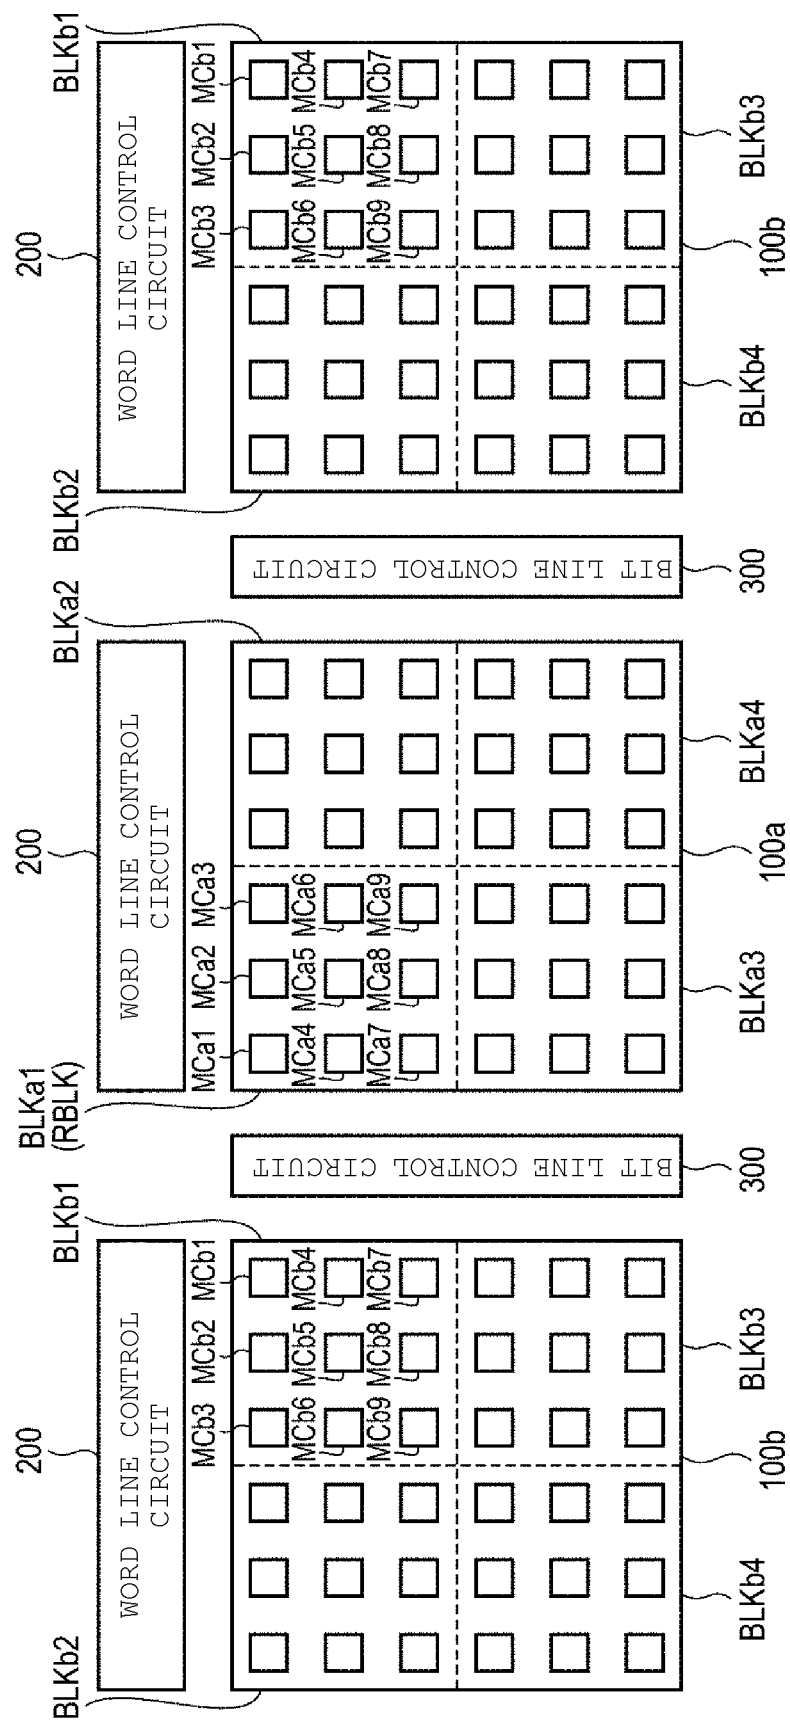 BLKb2
200
BLKb1
BLKa1
(RBLK)
200
BLKa2
BLKb2
200
BLKb1
WORD LINE CONTROL
CIRCUIT
WORD LINE CONTROL
CIRCUIT
WORD LINE CONTROL
CIRCUIT
MCb3 MCb2 MCb1
MCa1 MCa2 MCa3
MCb3 MCb2 MCb1
MCb6 MCb5 MCb4
MCa4 MCa5 MCa6
MCb6 MCb5 MCb4
MCb9 MCb8 MCb7
MCa7 MCa8 MCa9
MCb9 MCb8 MCb7
BIT LINE CONTROL CIRCUIT
BIT LINE CONTROL CIRCUIT
BLKb4
100b
BLKb3
300
BLKa3
100a
BLKa4
300
BLKb4
100b
BLKb3